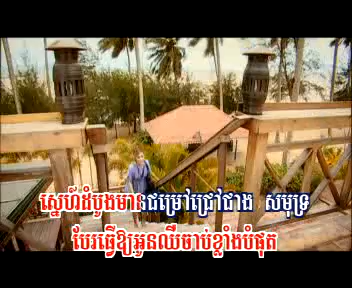 ស្នេហ៍ដំបូងមានជម្រៅជ្រៅជាង សមុទ្រ
បែរធ្វើឱ្យអូនឈឺចាប់ខ្លាំងបំផុត